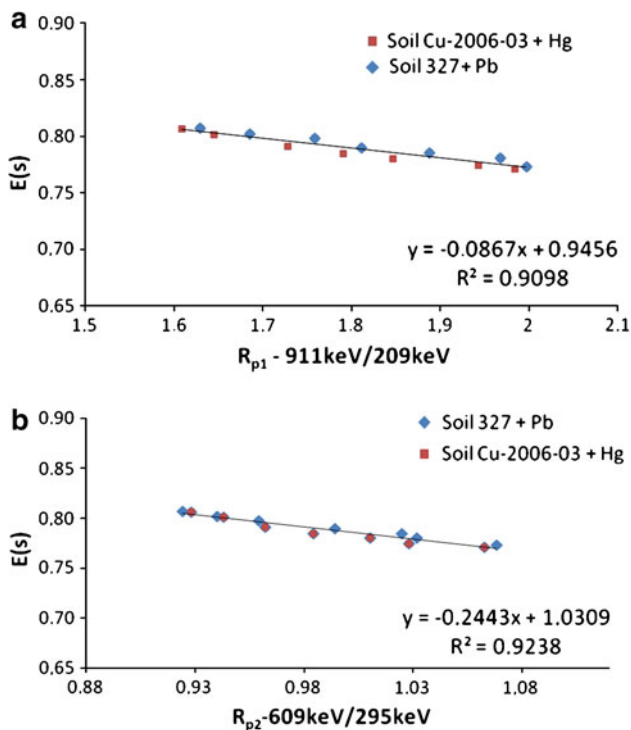 a
Soil Cu-2006-03 + Hg
Soil 327+ Pb
0.90
0.85
0.80
0.75
0.70
0.65
E(s)
y = -0.0867x + 0.9456
R² = 0.9098
1.5 1.6 1.7 1.8 1,9 2 2.1
Rp1 - 911keV/209keV
b
Soil 327 + Pb
Soil Cu-2006-03 + Hg
0.90
0.85
0.80
0.75
0.70
0.65
E(s)
y = -0.2443x + 1.0309
R² = 0.9238
0.88 0.93 0.98 1.03 1.08
Rp2-609keV/295keV